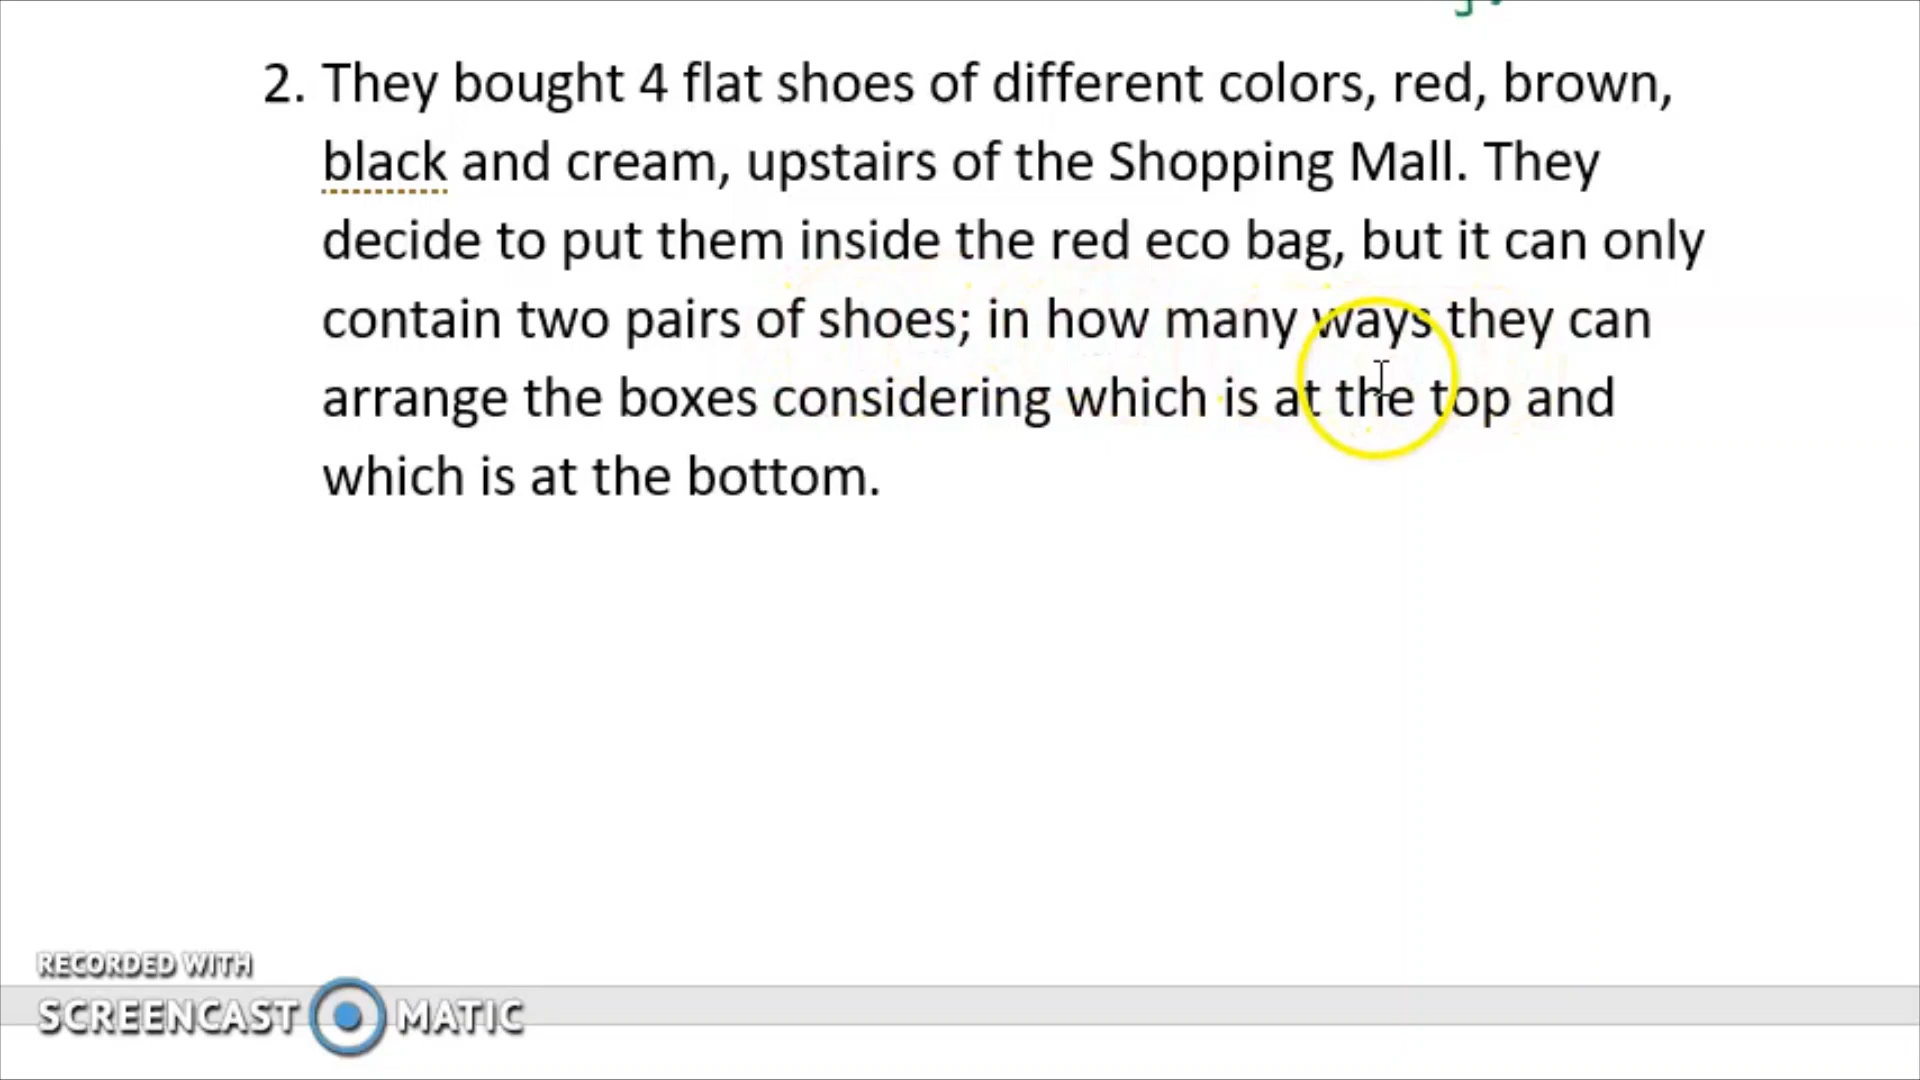 2. They bought 4 flat shoes of different colors, red, brown,
black and cream, upstairs of the Shopping Mall. They
decide to put them inside the red eco bag, but it can only
contain two pairs of shoes; in how many ways they can
arrange the boxes considering which is at the top and
which is at the bottom.
RECORDED WITH
SCREENCAST MATIC